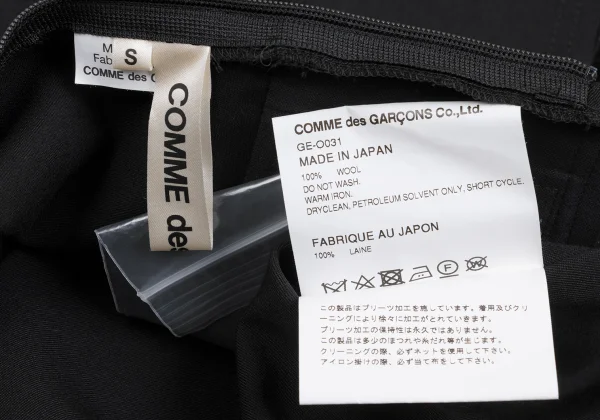 M
Fab
S
COMME des G
COMME des
COMME des GARÇONS Co.,Ltd.
GE-O031
MADE IN JAPAN
100% WOOL
DO NOT WASH.
WARM IRON.
DRYCLEAN, PETROLEUM SOLVENT ONLY, SHORT CYCLE.
FABRIQUE AU JAPON
100% LAINE
P
この製品はプリーツ加工を施しています。着用及びクリ
ーニングにより徐々に加工がとれていきます。
プリーツ加工の保持性は永久ではありません。
この製品は多少のほつれや糸だれ等が生じます。
クリーニングの際、必ずネットを使用して下さい。
アイロン掛けの際、必ず当て布をして下さい。